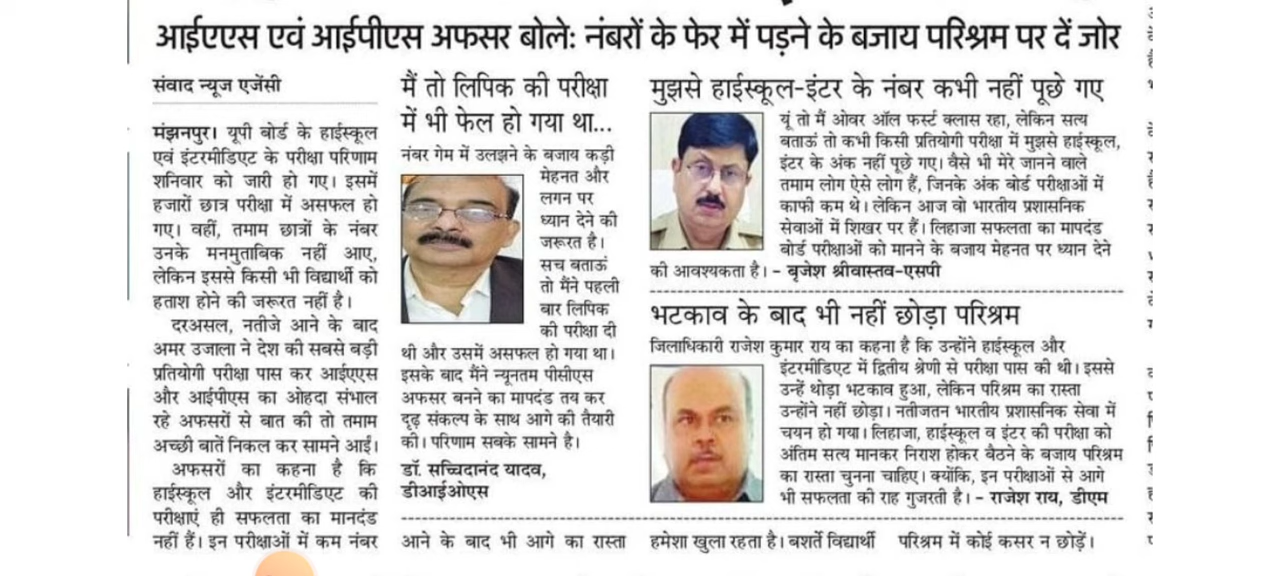 आईएएस एवं आईपीएस अफसर बोले: नंबरों के फेर में पड़ने के बजाय परिश्रम पर दें जोर
संवाद न्यूज एजेंसी
मंझनपुर। यूपी बोर्ड के हाईस्कूल
एवं इंटरमीडिएट के परीक्षा परिणाम
शनिवार को जारी हो गए। इसमें
हजारों छात्र परीक्षा में असफल हो
गए। वहीं, तमाम छात्रों के नंबर
उनके मनमुताबिक नहीं आए,
लेकिन इससे किसी भी विद्यार्थी को
हताश होने की जरूरत नहीं है।
दरअसल, नतीजे आने के बाद
अमर उजाला ने देश की सबसे बड़ी
प्रतियोगी परीक्षा पास कर आईएएस
और आईपीएस का ओहदा संभाल
रहे अफसरों से बात की तो तमाम
अच्छी बातें निकल कर सामने आईं।
अफसरों का कहना है कि
हाईस्कूल और इंटरमीडिएट की
परीक्षाएं ही सफलता का मानदंड
नहीं हैं। इन परीक्षाओं में कम नंबर
मैं तो लिपिक की परीक्षा
में भी फेल हो गया था...
नंबर गेम में उलझने के बजाय कड़ी
मेहनत और
लगन पर
ध्यान देने की
जरूरत है।
सच बताऊं
तो मैंने पहली
बार लिपिक
की परीक्षा दी
थी और उसमें असफल हो गया था।
इसके बाद मैंने न्यूनतम पीसीएस
अफसर बनने का मापदंड तय कर
दृढ़ संकल्प के साथ आगे की तैयारी
की। परिणाम सबके सामने है।
डॉ. सच्चिदानंद यादव,
डीआईओएस
मुझसे हाईस्कूल-इंटर के नंबर कभी नहीं पूछे गए
यूं तो मैं ओवर ऑल फर्स्ट क्लास रहा, लेकिन सत्य
बताऊं तो कभी किसी प्रतियोगी परीक्षा में मुझसे हाईस्कूल,
इंटर के अंक नहीं पूछे गए। वैसे भी मेरे जानने वाले
तमाम लोग ऐसे लोग हैं, जिनके अंक बोर्ड परीक्षाओं में
काफी कम थे। लेकिन आज वो भारतीय प्रशासनिक
सेवाओं में शिखर पर हैं। लिहाजा सफलता का मापदंड
बोर्ड परीक्षाओं को मानने के बजाय मेहनत पर ध्यान देने
की आवश्यकता है। - बृजेश श्रीवास्तव-एसपी
भटकाव के बाद भी नहीं छोड़ा परिश्रम
जिलाधिकारी राजेश कुमार राय का कहना है कि उन्होंने हाईस्कूल और
इंटरमीडिएट में द्वितीय श्रेणी से परीक्षा पास की थी। इससे
उन्हें थोड़ा भटकाव हुआ, लेकिन परिश्रम का रास्ता
उन्होंने नहीं छोड़ा। नतीजतन भारतीय प्रशासनिक सेवा में
चयन हो गया। लिहाजा, हाईस्कूल व इंटर की परीक्षा को
अंतिम सत्य मानकर निराश होकर बैठने के बजाय परिश्रम
का रास्ता चुनना चाहिए। क्योंकि, इन परीक्षाओं से आगे
भी सफलता की राह गुजरती है। - राजेश राय, डीएम
आने के बाद भी आगे का रास्ता हमेशा खुला रहता है। बशर्ते विद्यार्थी परिश्रम में कोई कसर न छोड़ें।